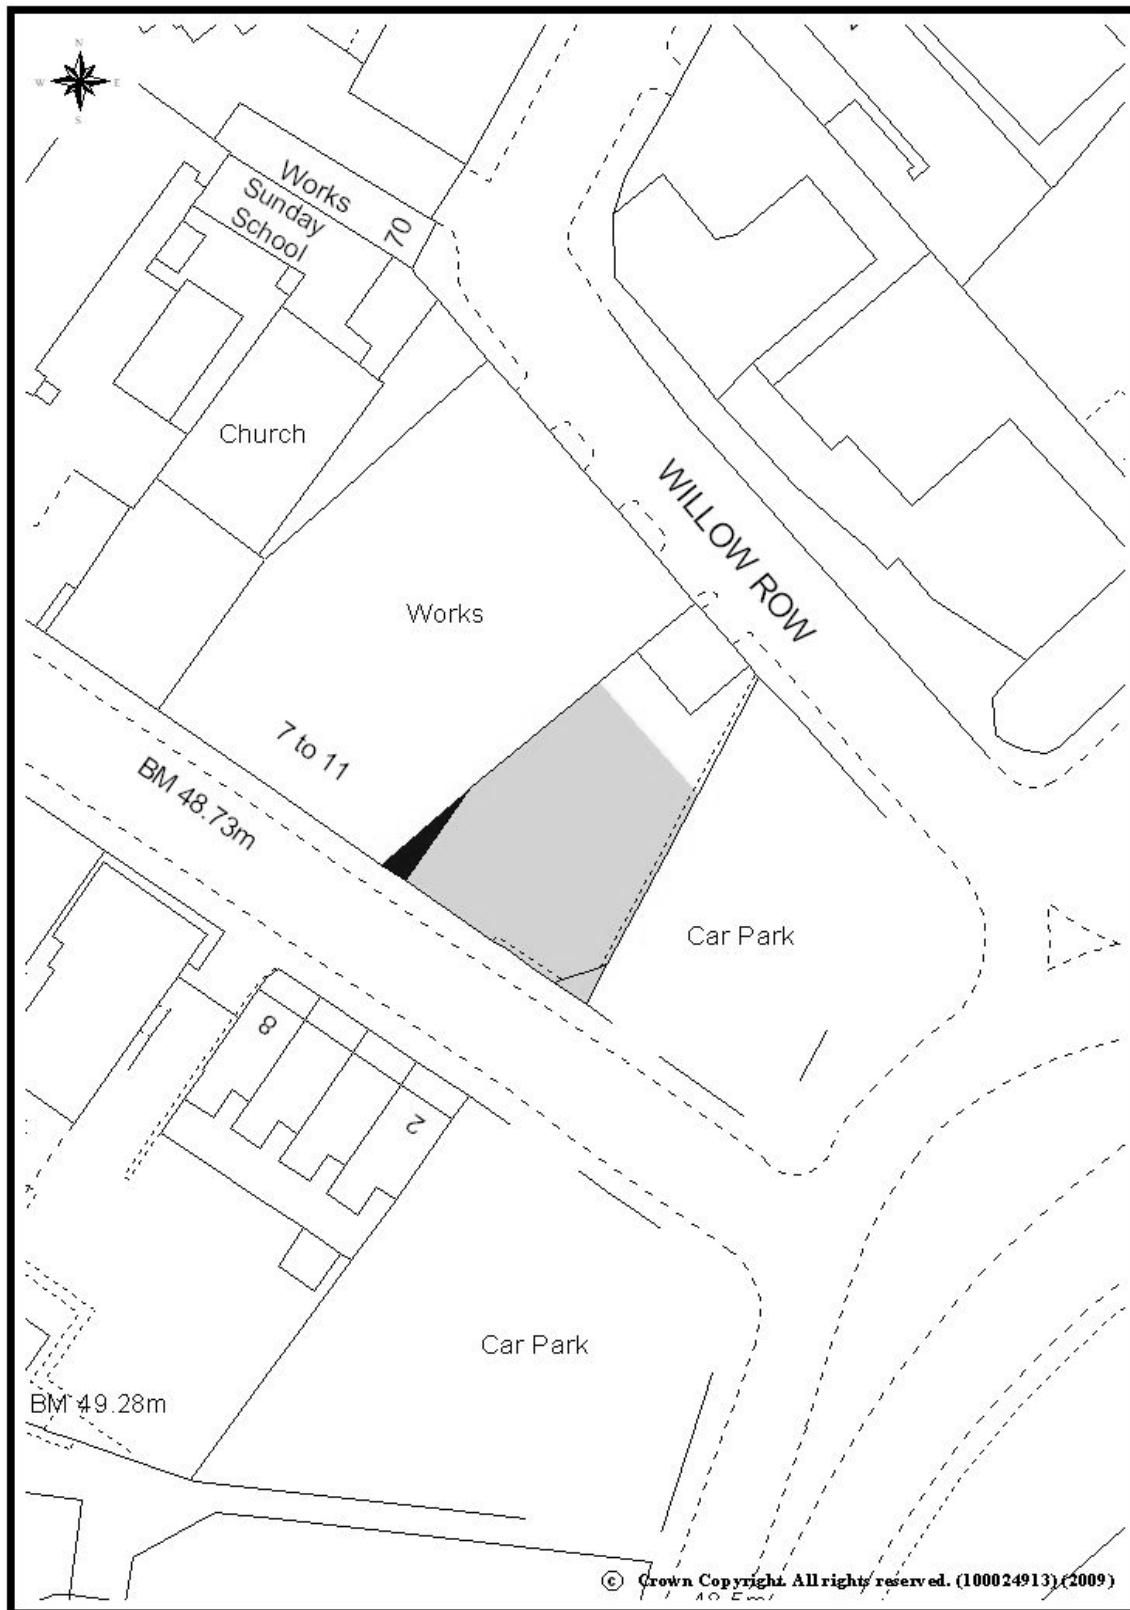 N
W E
S
Works
70
Sunday
School
Church
WILLOW ROW
Works
7 to 11
BM 48.73m
Car Park
8
2
Car Park
BM 49.28m
© Crown Copyright. All rights reserved. (100024913) (2009)